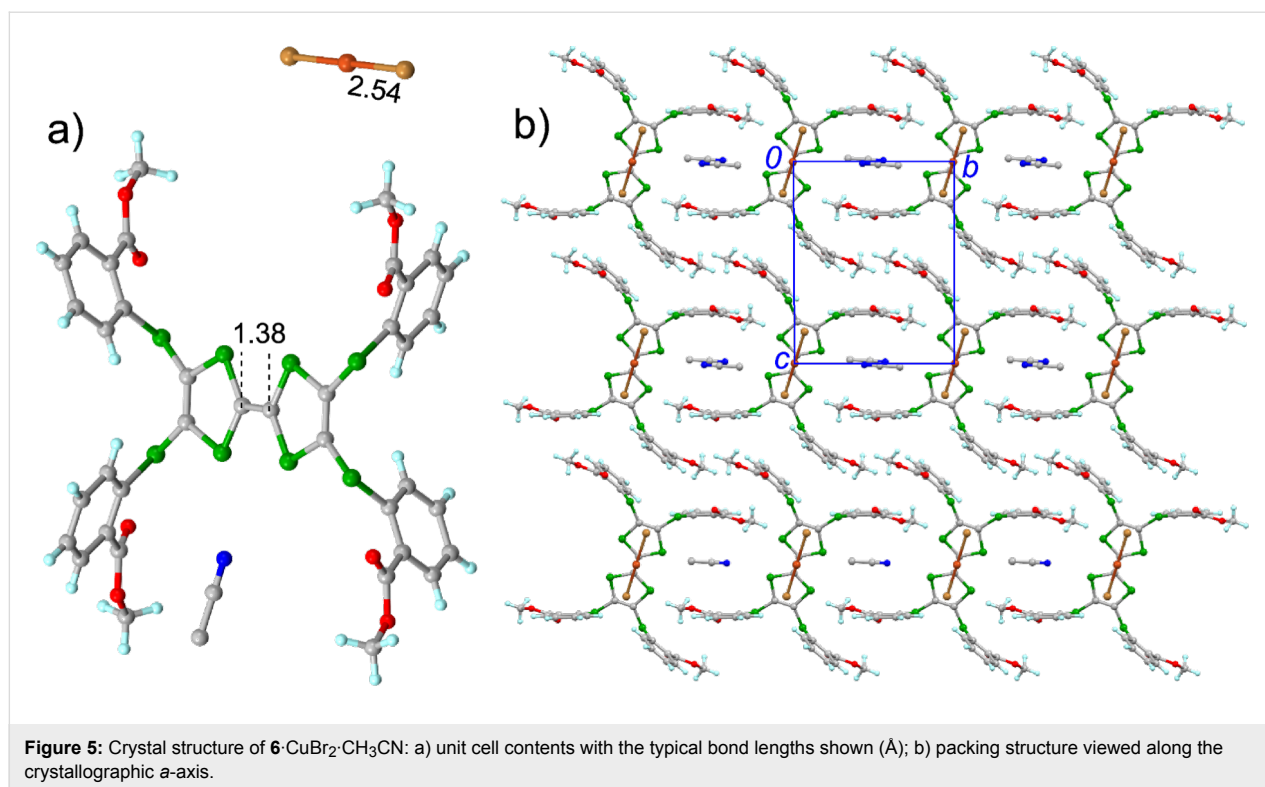 2.54
a)
1.38
b)
0
b
c
Figure 5: Crystal structure of 6·CuBr₂·CH₃CN: a) unit cell contents with the typical bond lengths shown (Å); b) packing structure viewed along the
crystallographic a-axis.